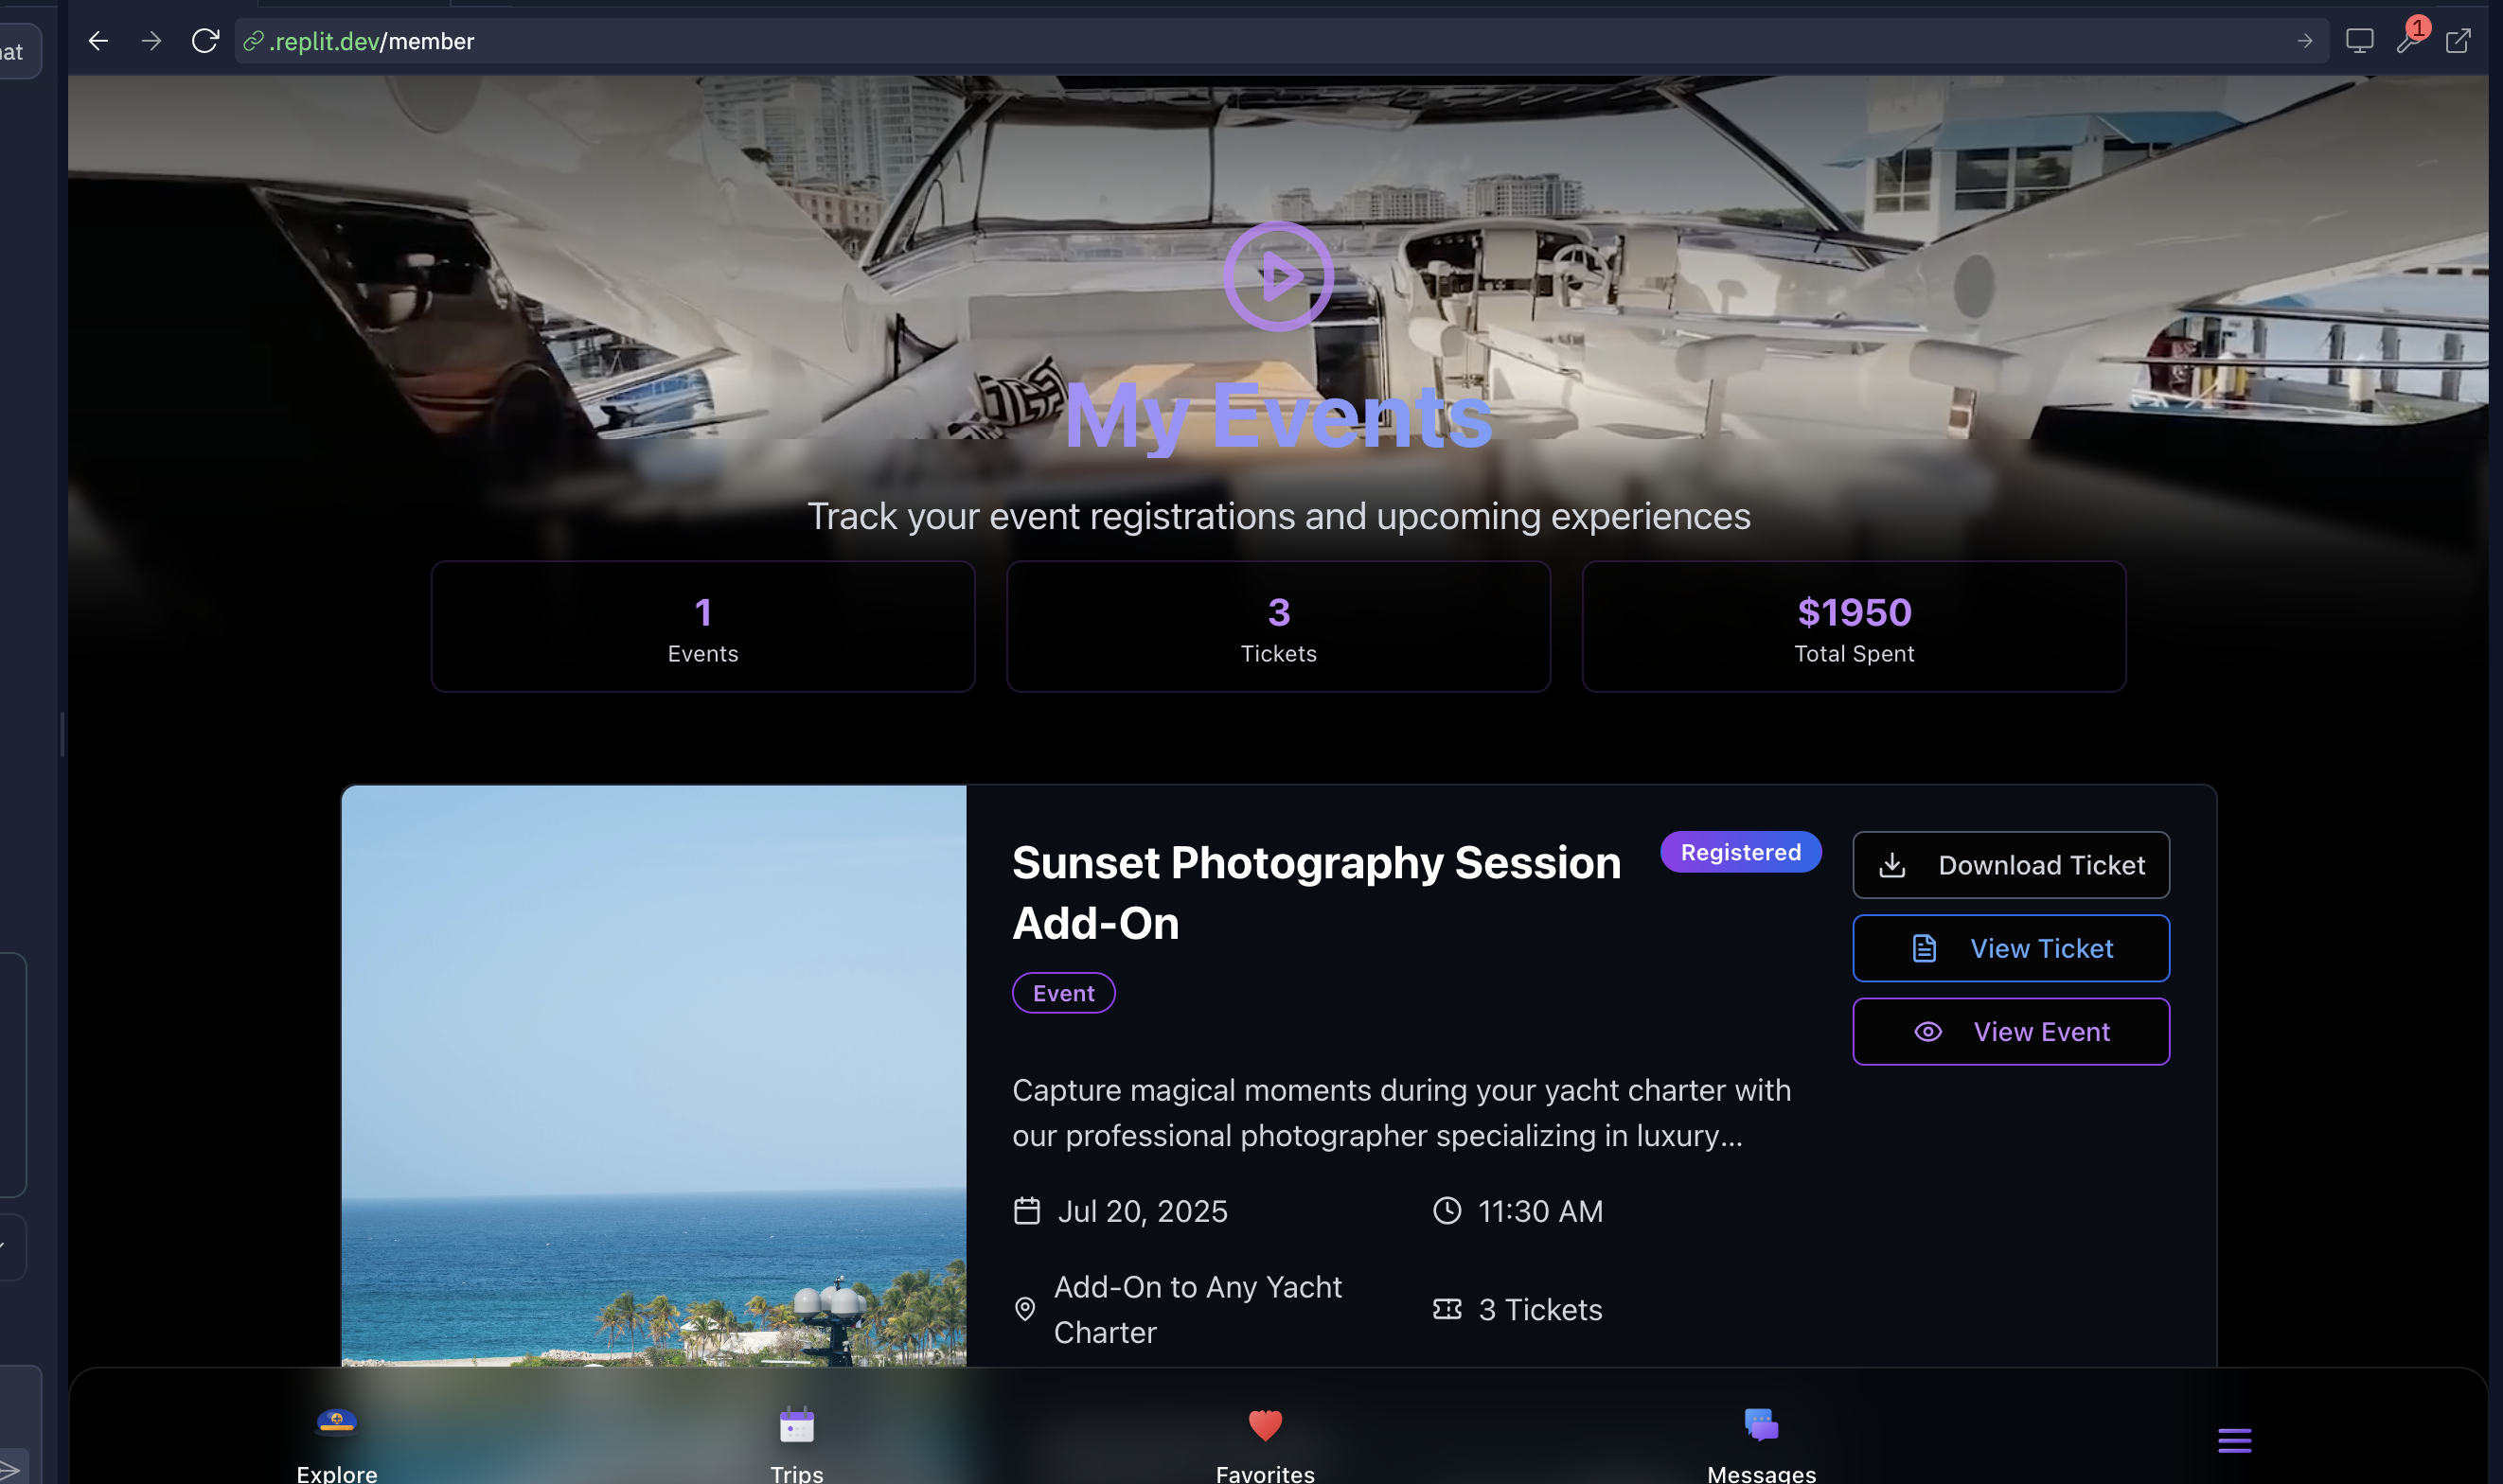 .replit.dev/member
1
My Events
Track your event registrations and upcoming experiences
1
Events
3
Tickets
$1950
Total Spent
Sunset Photography Session
Add-On
Registered
Event
Download Ticket
View Ticket
View Event
Capture magical moments during your yacht charter with
our professional photographer specializing in luxury...
Jul 20, 2025
11:30 AM
Add-On to Any Yacht
Charter
3 Tickets
Explore
Trips
Favorites
Messages